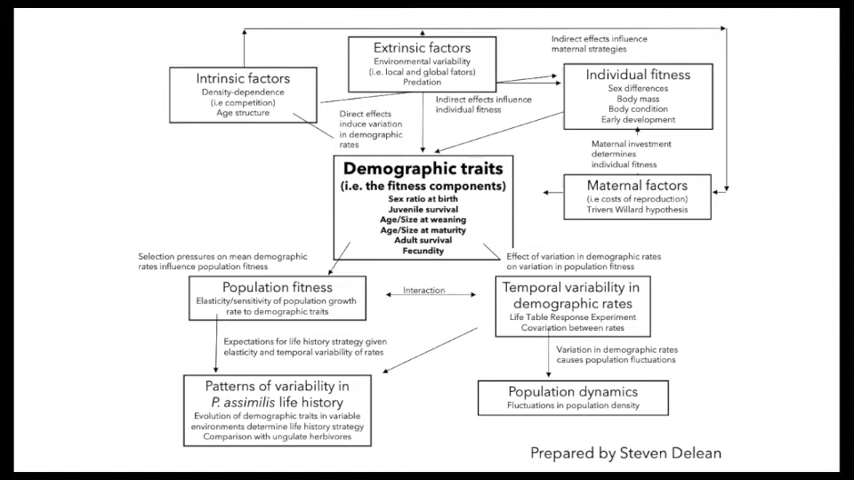 Extrinsic factors
Environmental variability
(i.e. local and global fators)
Predation
Indirect effects influence
maternal strategies
Intrinsic factors
Density-dependence
(i.e competition)
Age structure
Individual fitness
Sex differences
Body mass
Body condition
Early development
Indirect effects influence
individual fitness
Direct effects
induce variation
in demographic
rates
Maternal investment
determines
individual fitness
Demographic traits
(i.e. the fitness components)
Sex ratio at birth
Juvenile survival
Age/Size at weaning
Age/Size at maturity
Adult survival
Fecundity
Maternal factors
(i.e costs of reproduction)
Trivers Willard hypothesis
Selection pressures on mean demographic
rates influence population fitness
Effect of variation in demographic rates
on variation in population fitness
Population fitness
Elasticity/sensitivity of population growth
rate to demographic traits
Interaction
Temporal variability in
demographic rates
Life Table Response Experiment
Covariation between rates
Expectations for life history strategy given
elasticity and temporal variability of rates
Variation in demographic rates
causes population fluctuations
Patterns of variability in
P. assimilis life history
Evolution of demographic traits in variable
environments determine life history strategy
Comparison with ungulate herbivores
Population dynamics
Fluctuations in population density
Prepared by Steven Delean